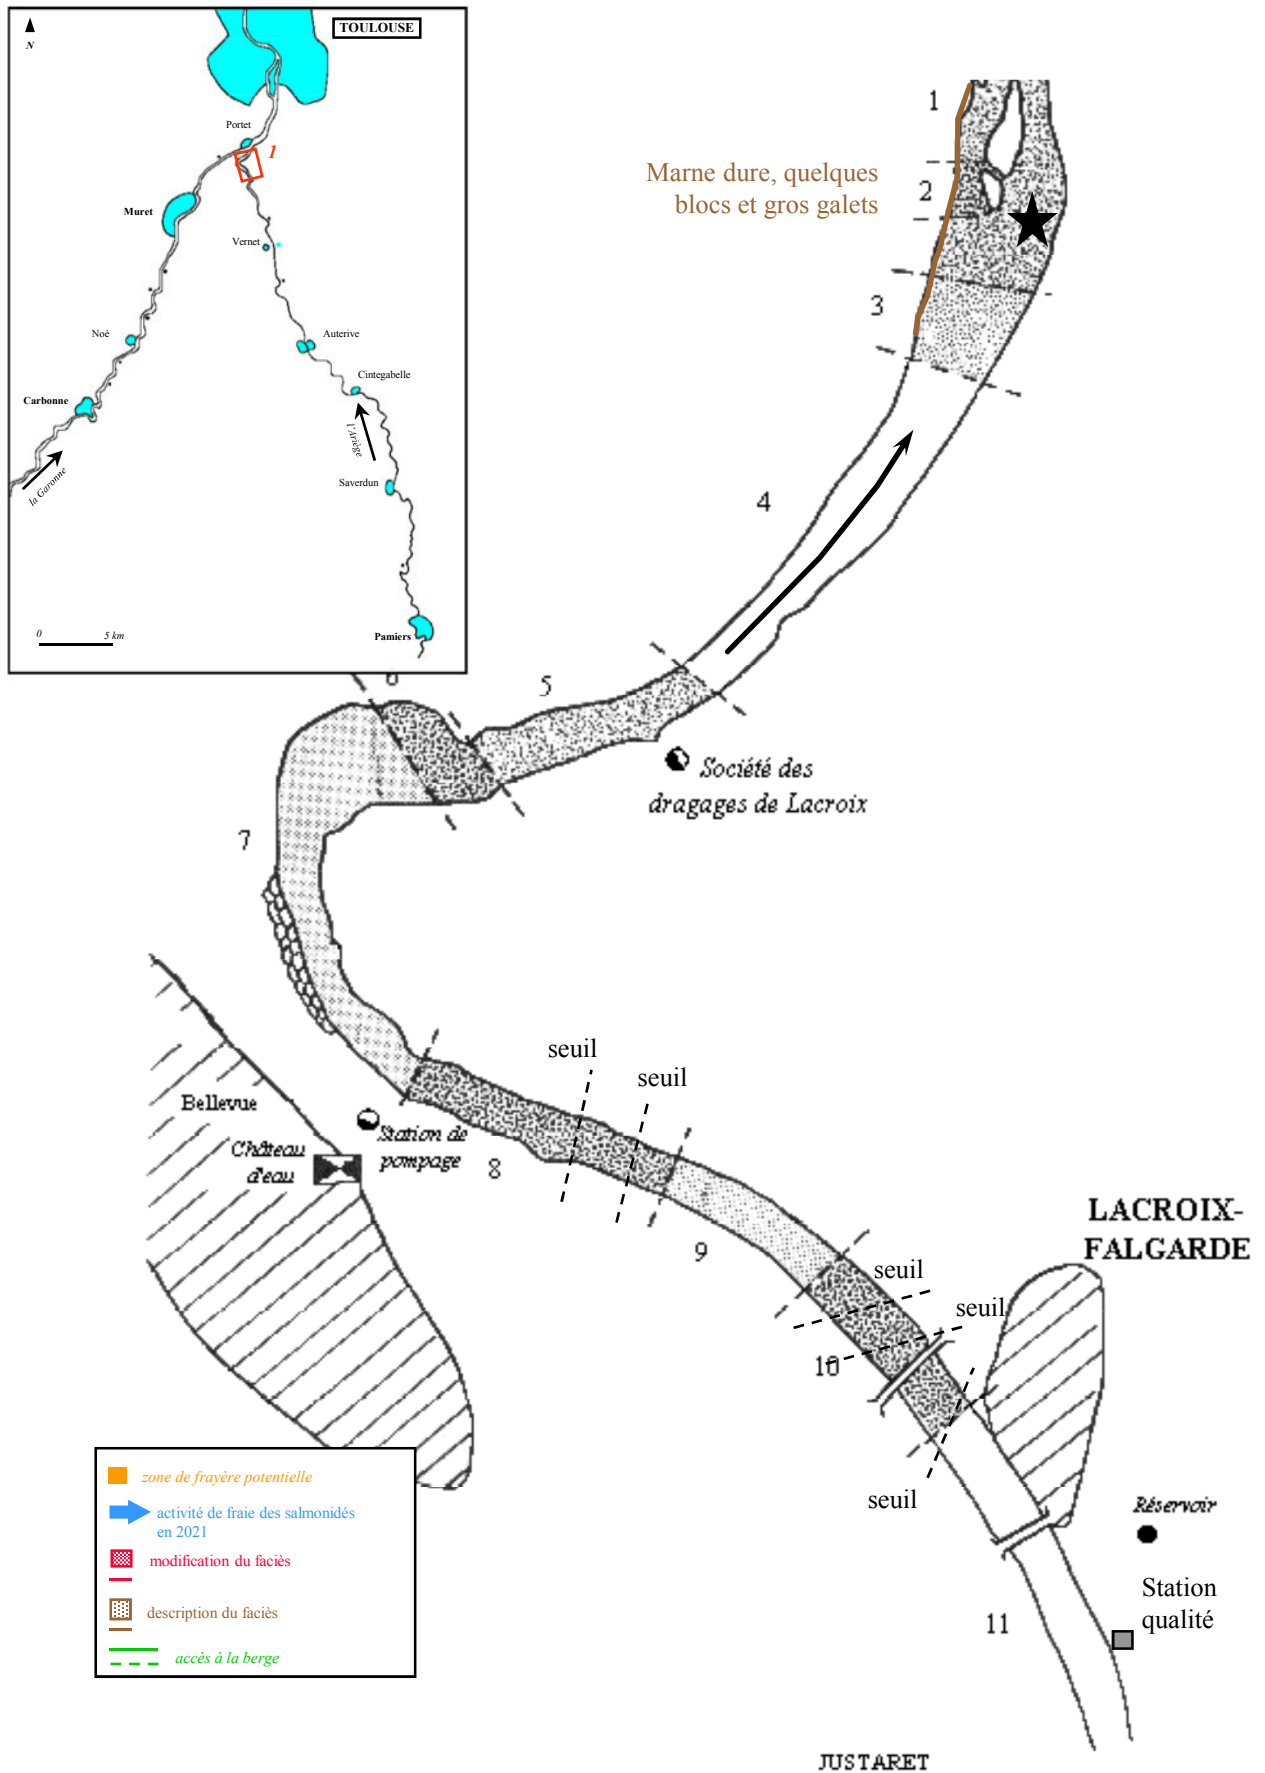 TOULOUSE
N
Portet
1
Muret
Vernet
Noé
Auterive
Cintegabelle
Carbonne
l'Ariège
la Garonne
Saverdun
0 5 km
Pamiers
1
Marne dure, quelques
blocs et gros galets
2
3
4
5
6
Société des
dragages de Lacroix
7
seuil
seuil
Bellevue
Station de
pompage
Château
d'eau
8
9
LACROIX-
FALGARDE
seuil
seuil
10
seuil
zone de frayère potentielle
activité de fraie des salmonidés
en 2021
modification du faciès
description du faciès
accès à la berge
Réservoir
Station
qualité
11
JUSTARET